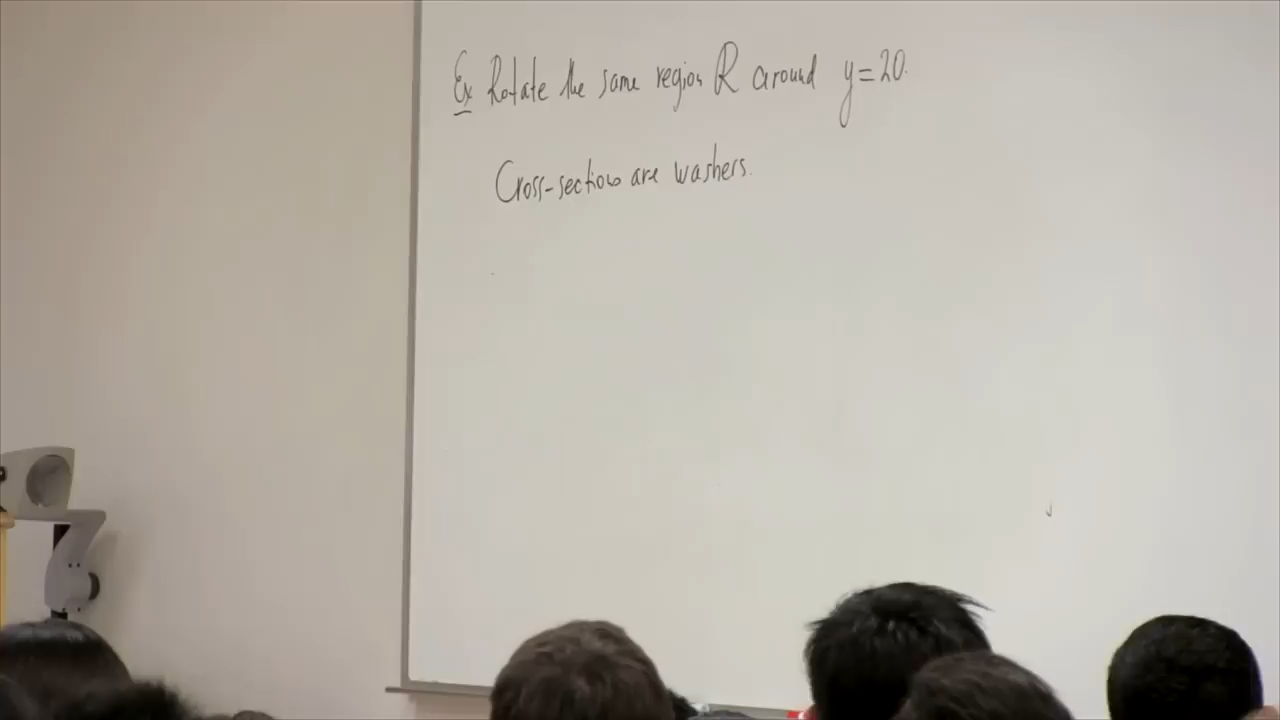 Ex Rotate the same region R around y=20.
Cross-sections are washers.